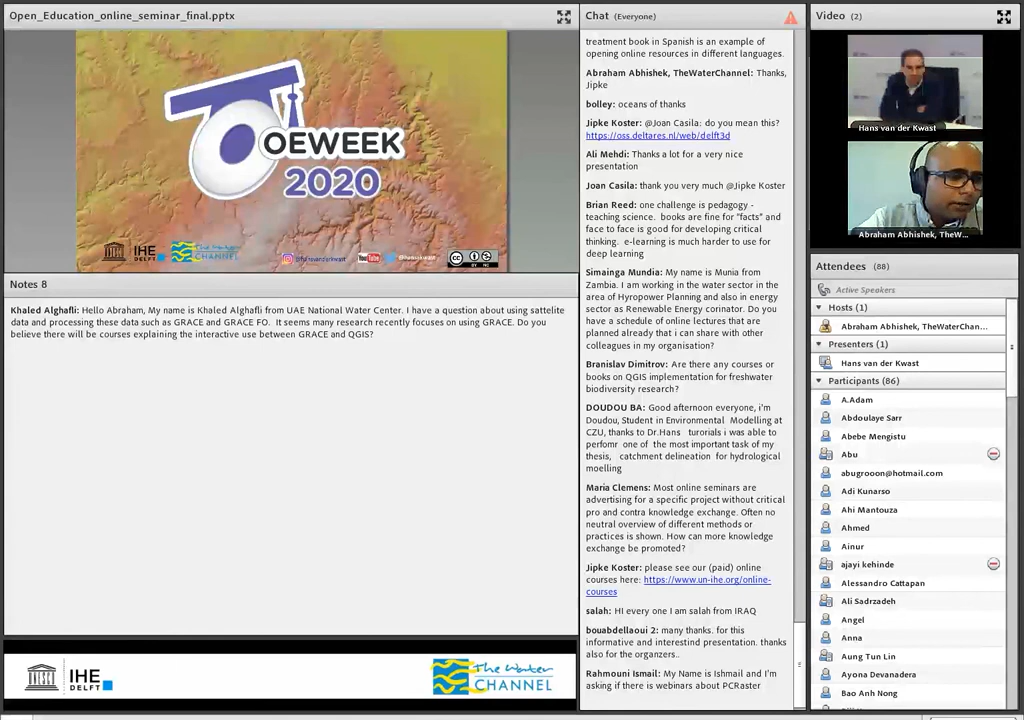 Open_Education_online_seminar_final.pptx
OEWEEK
2020
IHE
DELFT
The Water
CHANNEL
YouTube
cc
BY NC
Notes 8
Khaled Alghafli: Hello Abraham, My name is Khaled Alghafli from UAE National Water Center. I have a question about using sattelite
data and processing these data such as GRACE and GRACE FO.  It seems many research recently focuses on using GRACE. Do you
believe there will be courses explaining the interactive use between GRACE and QGIS?
UNESCO
IHE
DELFT
The Water
CHANNEL
Chat (Everyone)
treatment book in Spanish is an example of
opening online resources in different languages.
Abraham Abhishek, TheWaterChannel: Thanks,
Jipke
bolley: oceans of thanks
Jipke Koster: @Joan Casila: do you mean this?
https://oss.deltares.nl/web/delft3d
Ali Mehdi: Thanks a lot for a very nice
presentation
Joan Casila: thank you very much @Jipke Koster
Brian Reed: one challenge is pedagogy -
teaching science.  books are fine for "facts" and
face to face is good for developing critical
thinking.  e-learning is much harder to use for
deep learning
Simainga Mundia: My name is Munia from
Zambia. I am working in the water sector in the
area of Hyropower Planning and also in energy
sector as Renewable Energy corinator. Do you
have a schedule of online lectures that are
planned already that i can share with other
colleagues in my organisation?
Branislav Dimitrov: Are there any courses or
books on QGIS implementation for freshwater
biodiversity research?
DOUDOU BA: Good afternoon everyone, i'm
Doudou, Student in Environmental  Modelling at
CZU, thanks to Dr.Hans  turorials i was able to
perfomr  one of  the most important task of my
thesis,  catchment delineation  for hydrological
moelling
Maria Clemens: Most online seminars are
advertising for a specific project without critical
pro and contra knowledge exchange. Often no
neutral overview of different methods or
practices is shown. How can more knowledge
exchange be promoted?
Jipke Koster: please see our (paid) online
courses here: https://www.un-ihe.org/online-
courses
salah: HI every one I am salah from IRAQ
bouabdellaoui 2: many thanks. for this
informative and interestind presentation. thanks
also for the organzers..
Rahmouni Ismail: My Name is Ishmail and I'm
asking if there is webinars about PCRaster
Video (2)
Hans van der Kwast
Abraham Abhishek, TheW...
Attendees (88)
Active Speakers
Hosts (1)
Abraham Abhishek, TheWaterChan...
Presenters (1)
Hans van der Kwast
Participants (86)
A.Adam
Abdoulaye Sarr
Abebe Mengistu
Abu
abugrooon@hotmail.com
Adi Kunarso
Ahi Mantouza
Ahmed
Ainur
ajayi kehinde
Alessandro Cattapan
Ali Sadrzadeh
Angel
Anna
Aung Tun Lin
Ayona Devanadera
Bao Anh Nong